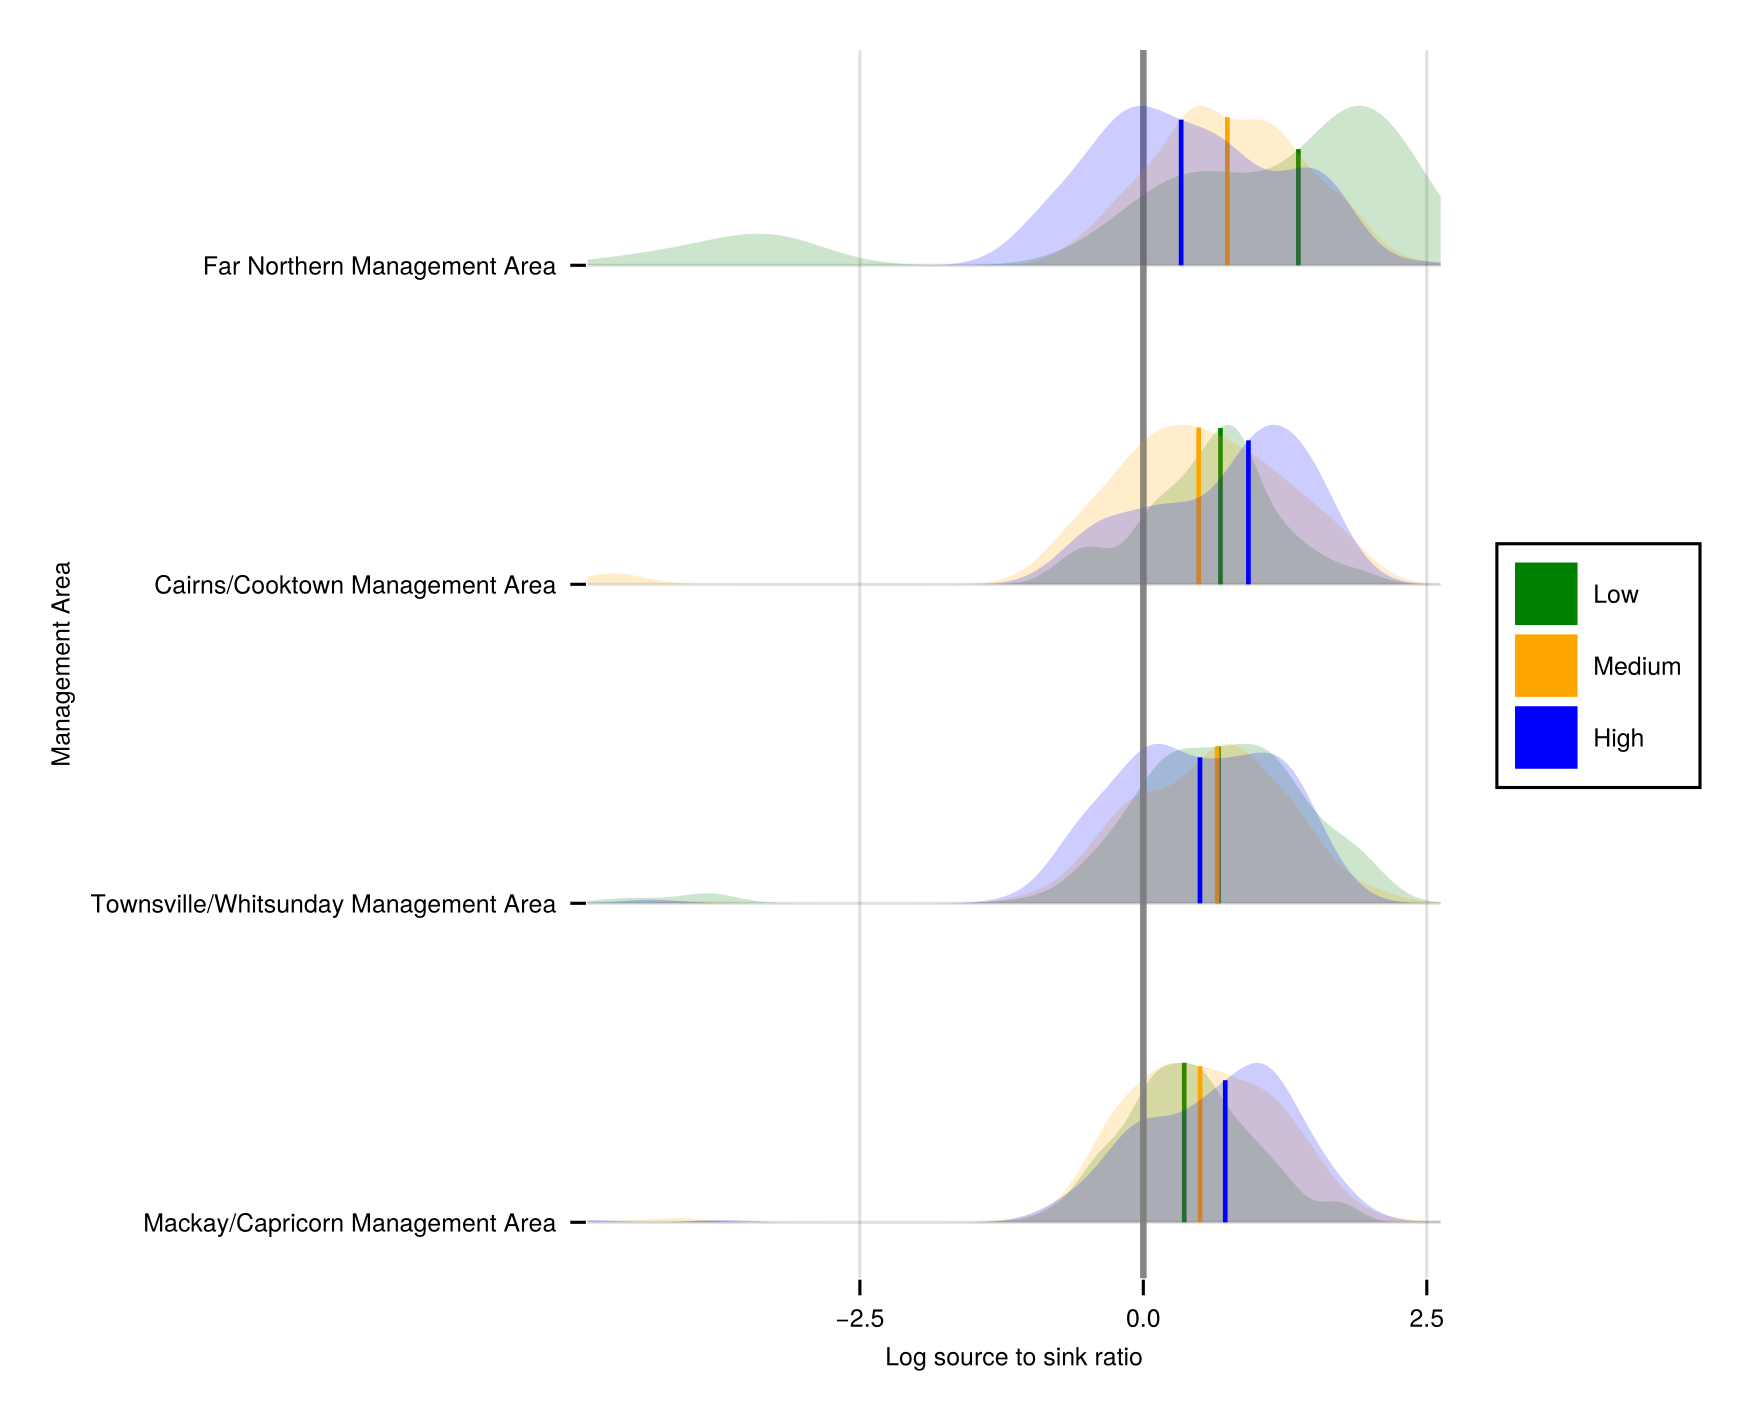 Far Northern Management Area
Cairns/Cooktown Management Area
Townsville/Whitsunday Management Area
Mackay/Capricorn Management Area
Management Area
−2.5
0.0
2.5
Log source to sink ratio
Low
Medium
High